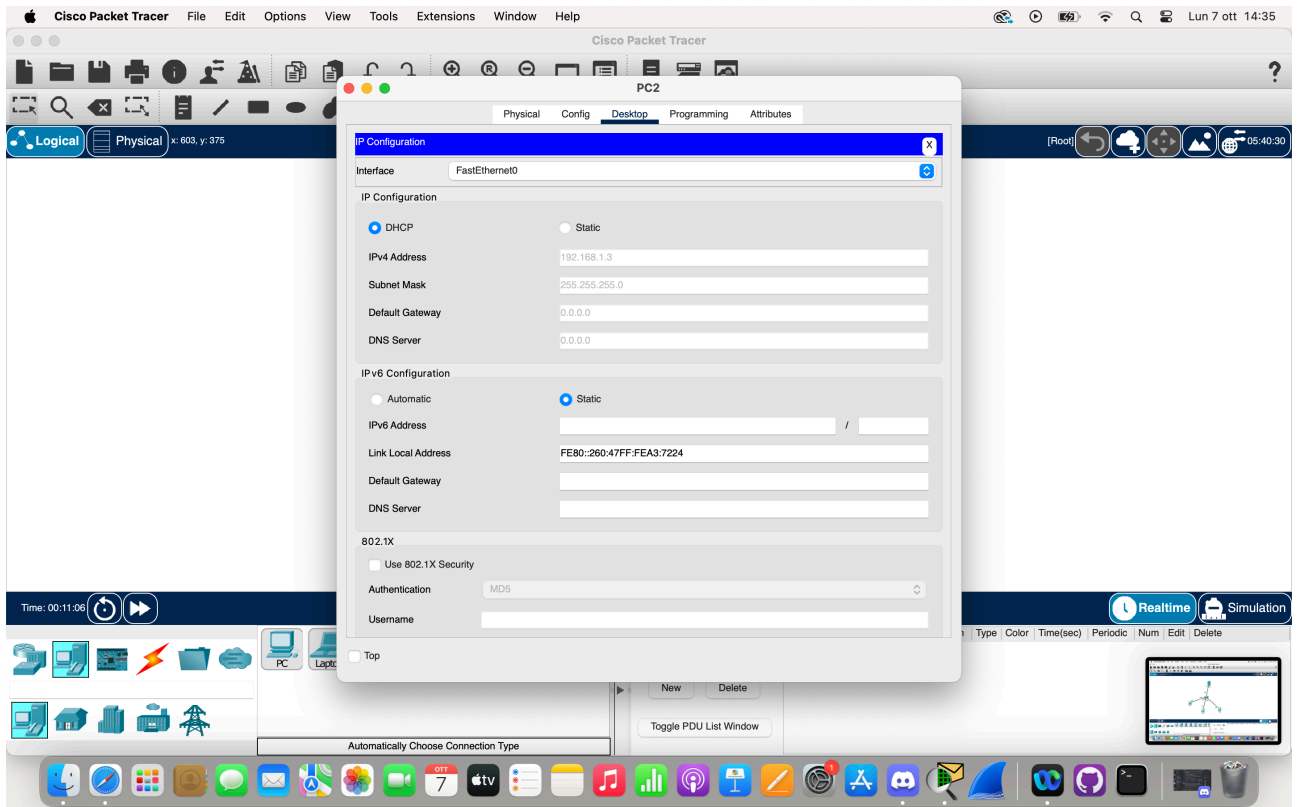 Cisco Packet Tracer File Edit Options View Tools Extensions Window Help Lun 7 ott 14:35
Cisco Packet Tracer
PC2
Physical Config Desktop Programming Attributes
Logical Physical x: 603, y: 375 [Root] 05:40:30
IP Configuration X
Interface FastEthernet0
IP Configuration
DHCP Static
IPv4 Address 192.168.1.3
Subnet Mask 255.255.255.0
Default Gateway 0.0.0.0
DNS Server 0.0.0.0
IPv6 Configuration
Automatic Static
IPv6 Address /
Link Local Address FE80::260:47FF:FEA3:7224
Default Gateway
DNS Server
802.1X
Use 802.1X Security
Authentication MD5
Username
Time: 00:11:06 Realtime Simulation
Type Color Time(sec) Periodic Num Edit Delete
PC Lapto
Top
New Delete
Toggle PDU List Window
Automatically Choose Connection Type
OTT
7
tv
1